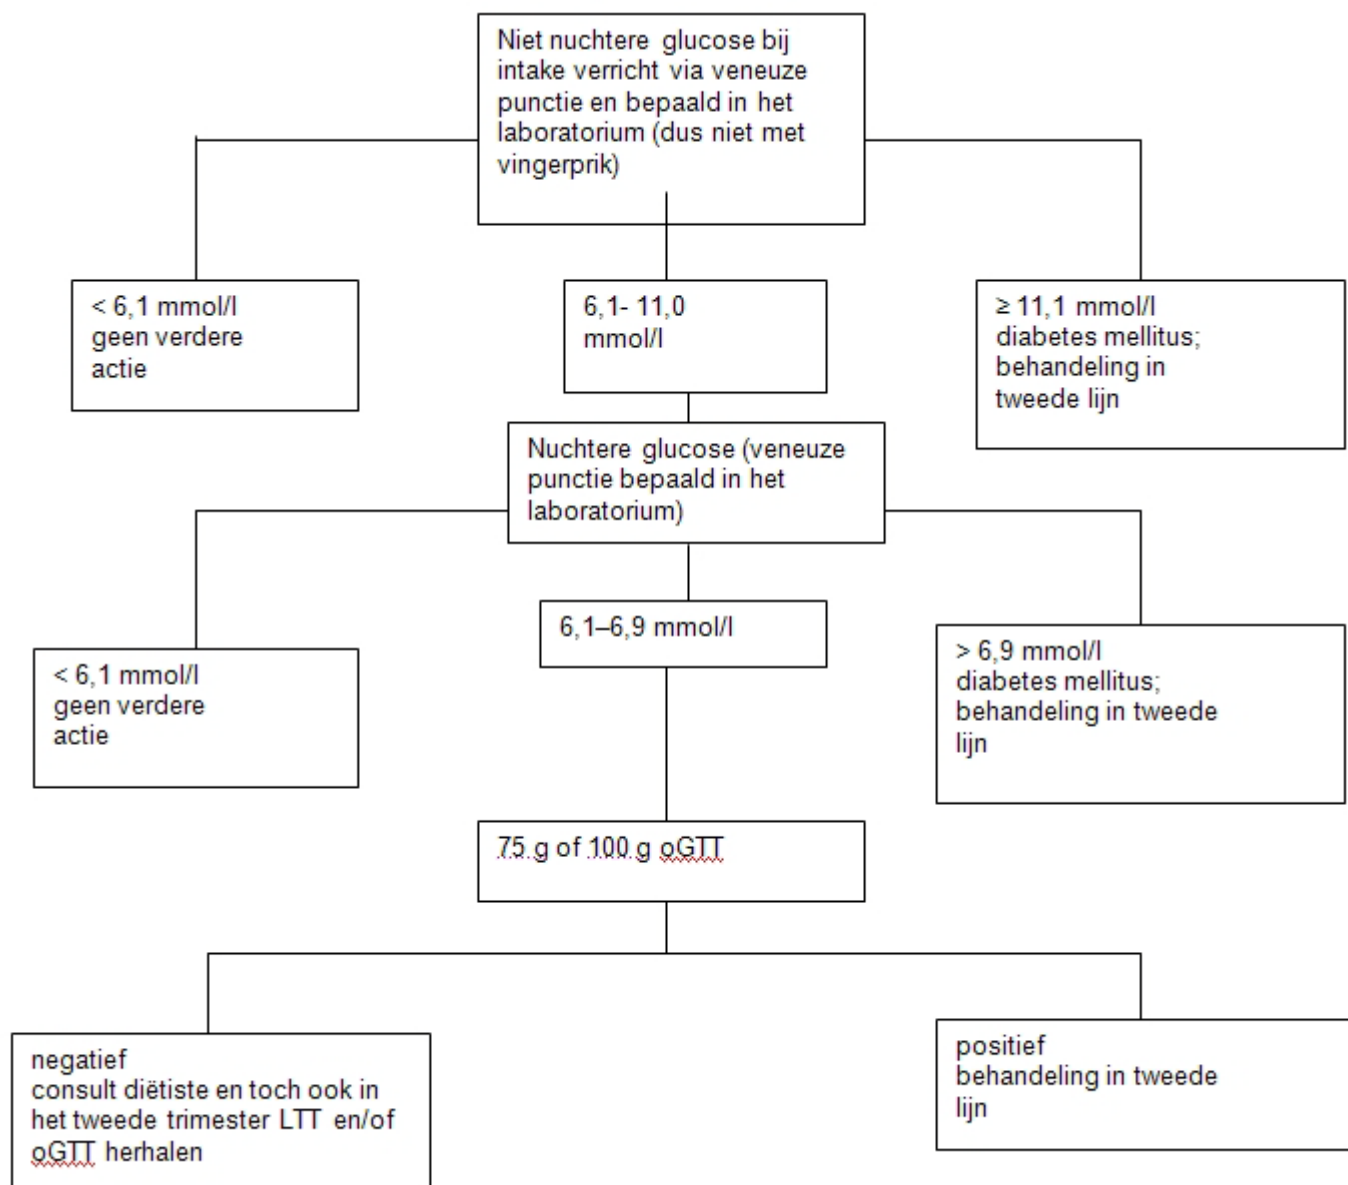 Niet nuchtere glucose bij
intake verricht via veneuze
punctie en bepaald in het
laboratorium (dus niet met
vingerprik)
< 6,1 mmol/l
geen verdere
actie
6,1- 11,0
mmol/l
≥ 11,1 mmol/l
diabetes mellitus;
behandeling in
tweede lijn
Nuchtere glucose (veneuze
punctie bepaald in het
laboratorium)
< 6,1 mmol/l
geen verdere
actie
6,1–6,9 mmol/l
> 6,9 mmol/l
diabetes mellitus;
behandeling in tweede
lijn
75 g of 100 g oGTT
negatief
consult diëtiste en toch ook in
het tweede trimester LTT en/of
oGTT herhalen
positief
behandeling in tweede
lijn